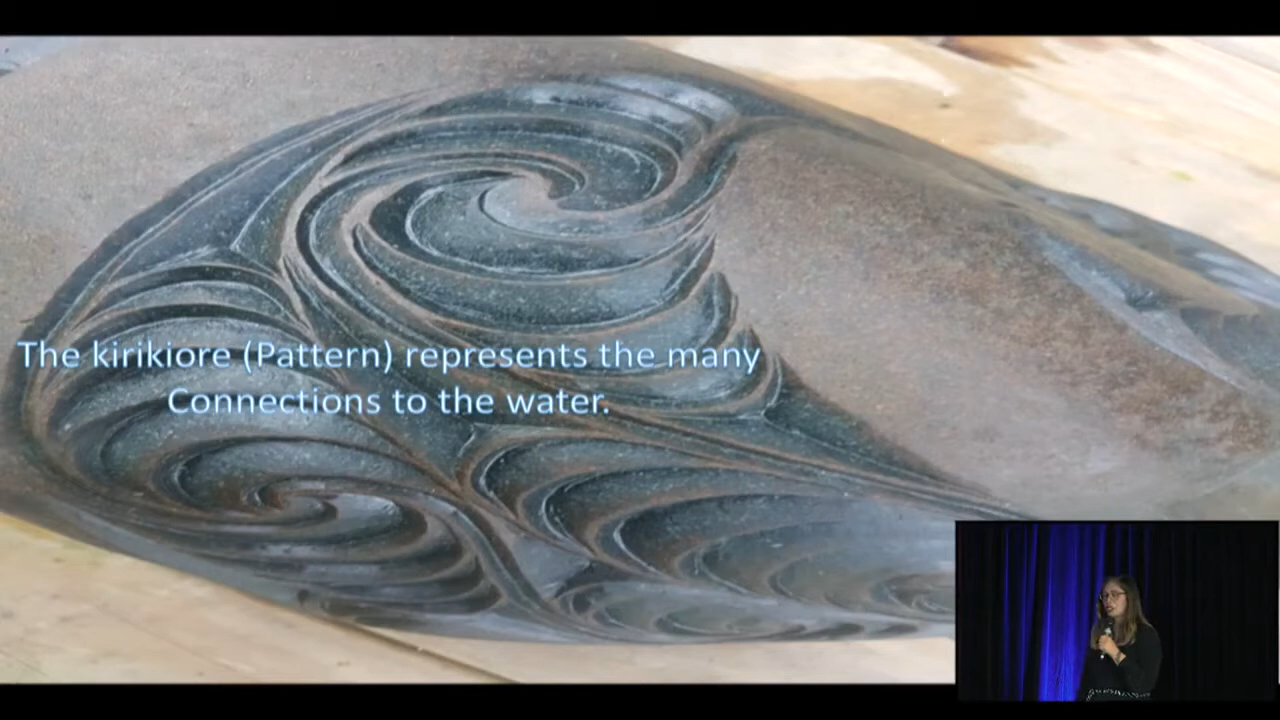 The kirikiore (Pattern) represents the many
Connections to the water.